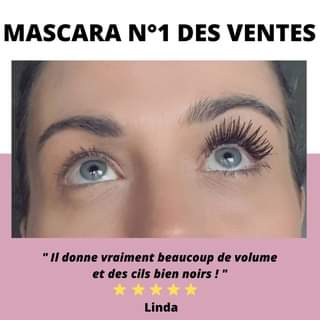 MASCARA N°1 DES VENTES
" Il donne vraiment beaucoup de volume
et des cils bien noirs ! "
Linda